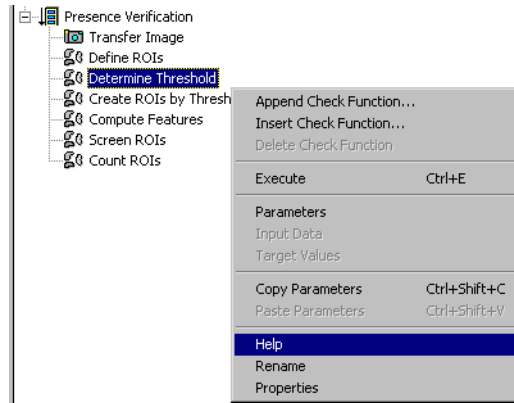 Presence Verification
Transfer Image
Define ROIs
Determine Threshold
Create ROIs by Thresh
Compute Features
Screen ROIs
Count ROIs
Append Check Function...
Insert Check Function...
Delete Check Function
Execute Ctrl+E
Parameters
Input Data
Target Values
Copy Parameters Ctrl+Shift+C
Paste Parameters Ctrl+Shift+V
Help
Rename
Properties